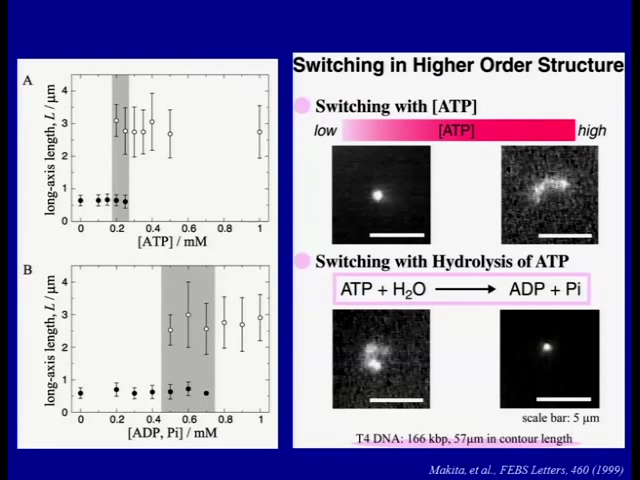 A
long-axis length, L / µm
4
3
2
1
0
0 0.2 0.4 0.6 0.8 1
[ATP] / mM
B
long-axis length, L / µm
4
3
2
1
0
0 0.2 0.4 0.6 0.8 1
[ADP, Pi] / mM
Switching in Higher Order Structure
Switching with [ATP]
low [ATP] high
Switching with Hydrolysis of ATP
ATP + H₂O → ADP + Pi
scale bar: 5 µm
T4 DNA: 166 kbp, 57µm in contour length
Makita, et al., FEBS Letters, 460 (1999)